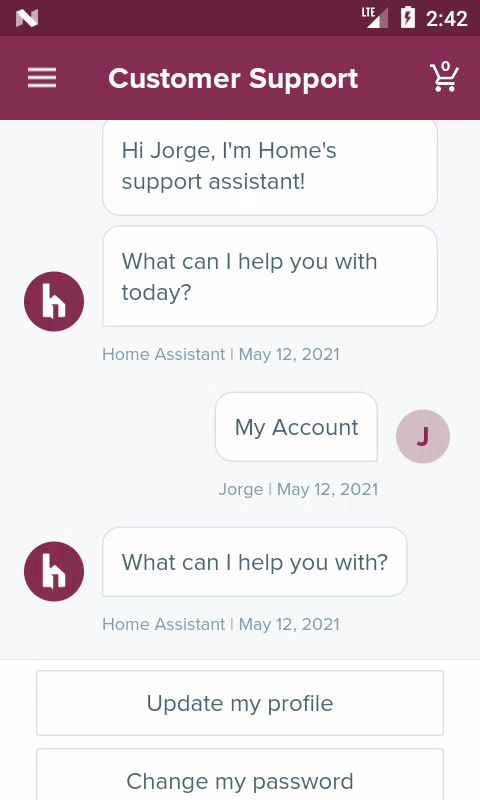 LTE
2:42
Customer Support
0
Hi Jorge, I'm Home's
support assistant!
What can I help you with
today?
h
Home Assistant | May 12, 2021
My Account
J
Jorge | May 12, 2021
What can I help you with?
h
Home Assistant | May 12, 2021
Update my profile
Change my password